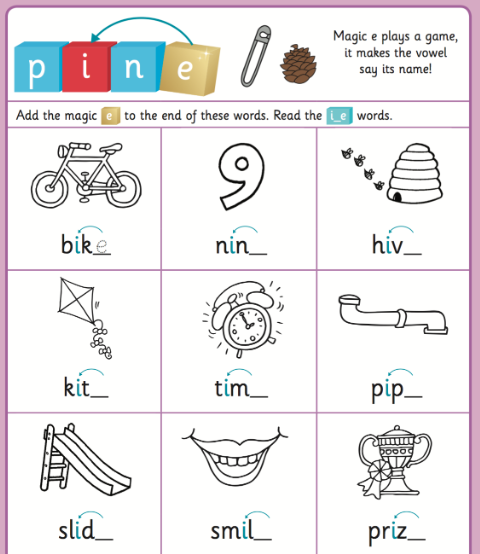 pine
Magic e plays a game,
it makes the vowel
say its name!
Add the magic e to the end of these words. Read the i_e words.
9
bike
nin_
hiv_
kit_
tim_
pip_
slid_
smil_
priz_